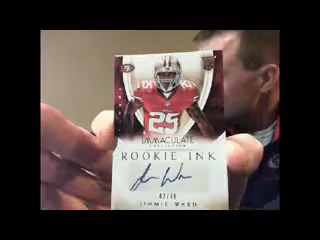 25
IMMACULATE
COLLECTION
ROOKIE INK
JIMMIE WARD